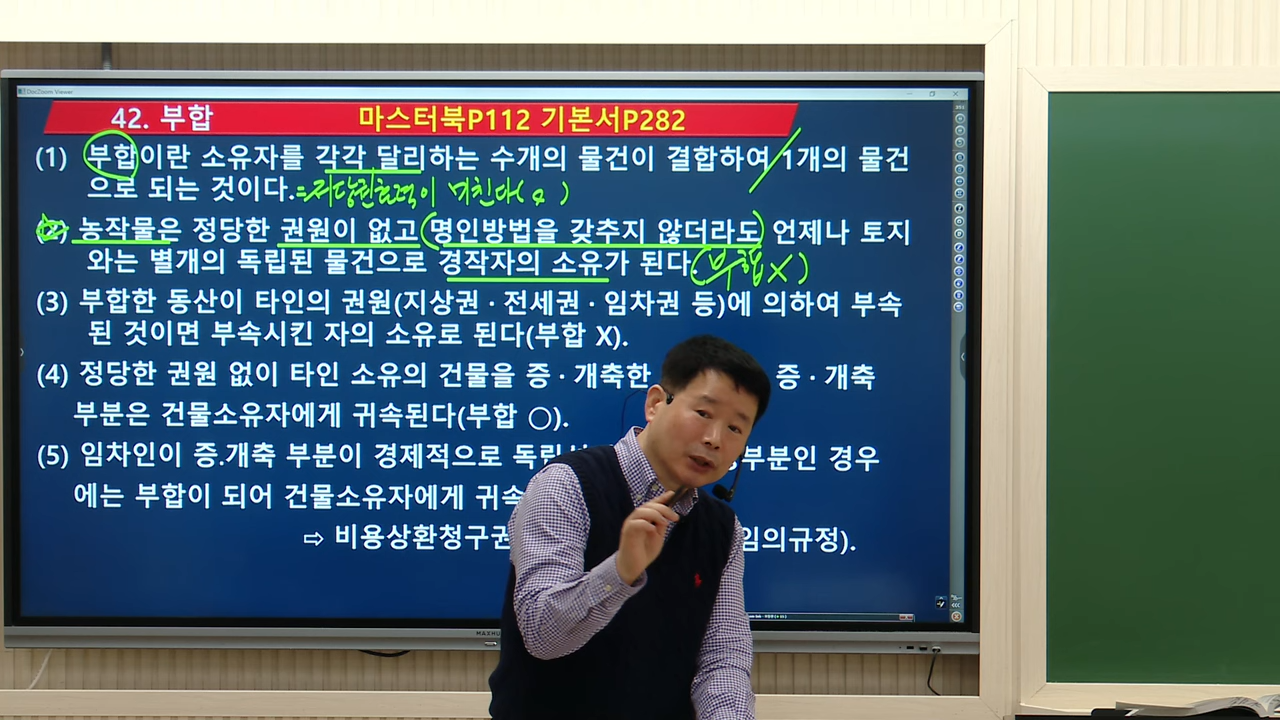 DocZoom Viewer
42. 부합 마스터북P112 기본서P282
(1) 부합이란 소유자를 각각 달리하는 수개의 물건이 결합하여 1개의 물건
으로 되는 것이다.=저당권효력이 미친다(o)
(2) 농작물은 정당한 권원이 없고(명인방법을 갖추지 않더라도) 언제나 토지
와는 별개의 독립된 물건으로 경작자의 소유가 된다.(부합X)
(3) 부합한 동산이 타인의 권원(지상권·전세권·임차권 등)에 의하여 부속
된 것이면 부속시킨 자의 소유로 된다(부합 X).
(4) 정당한 권원 없이 타인 소유의 건물을 증·개축한 증·개축
부분은 건물소유자에게 귀속된다(부합 ○).
(5) 임차인이 증.개축 부분이 경제적으로 부분인 경우
에는 부합이 되어 건물소유자에게
⇨ 비용상환청구권 임의규정).